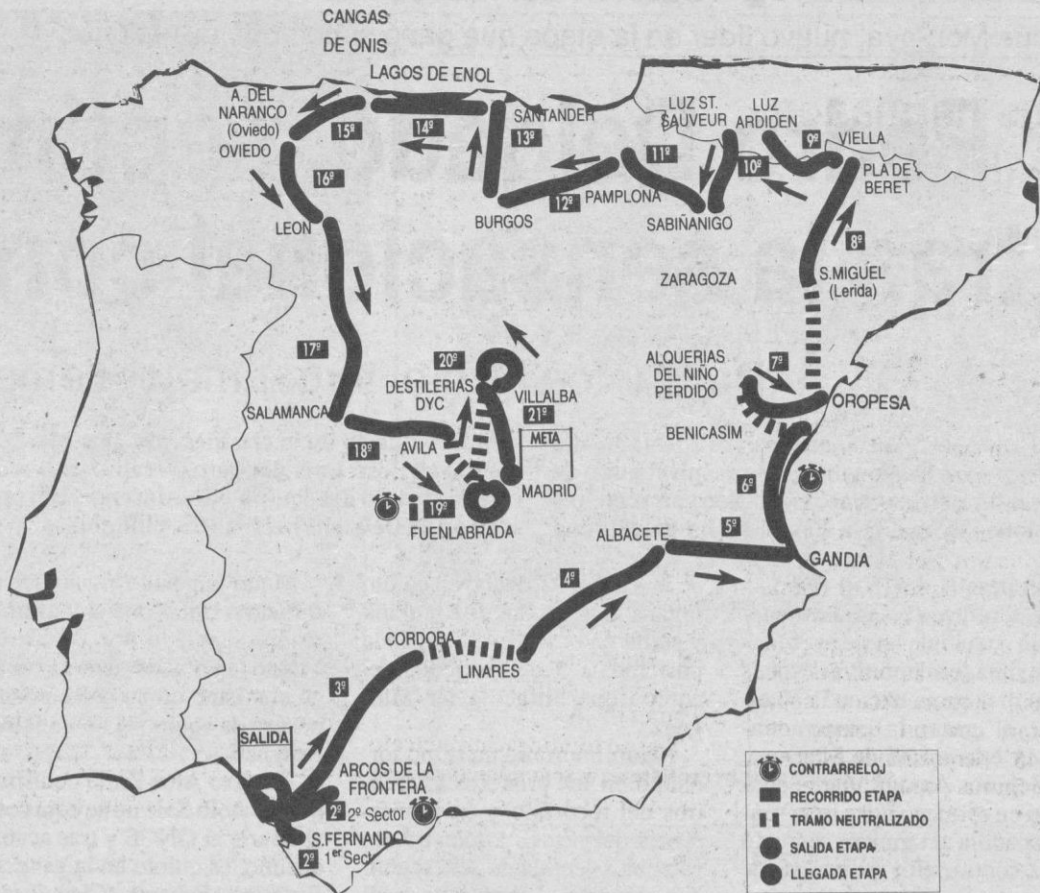 CANGAS
DE ONIS
LAGOS DE ENOL
A. DEL
NARANCO
(Oviedo)
OVIEDO
15º
14º
13º
SANTANDER
LUZ ST.
SAUVEUR
LUZ
ARDIDEN
9º
VIELLA
11º
10º
PLÁ DE
BERET
16º
12º
PAMPLONA
BURGOS
SABIÑANIGO
LEON
8º
ZARAGOZA
S.MIGUEL
(Lerida)
17º
20º
DESTILERIAS
DYC
VILLALBA
21º
META
ALQUERIAS
DEL NIÑO
PERDIDO
7º
OROPESA
BENICASIM
SALAMANCA
18º
AVILA
MADRID
6º
19º
FUENLABRADA
ALBACETE
5º
GANDIA
4º
CORDOBA
LINARES
3º
SALIDA
ARCOS DE LA
FRONTERA
2º
2º Sector
S.FERNANDO
2º
1er Sect.
CONTRARRELOJ
RECORRIDO OFICIAL
TRAMO NEUTRALIZADO
SALIDA ETAPA
LLEGADA ETAPA